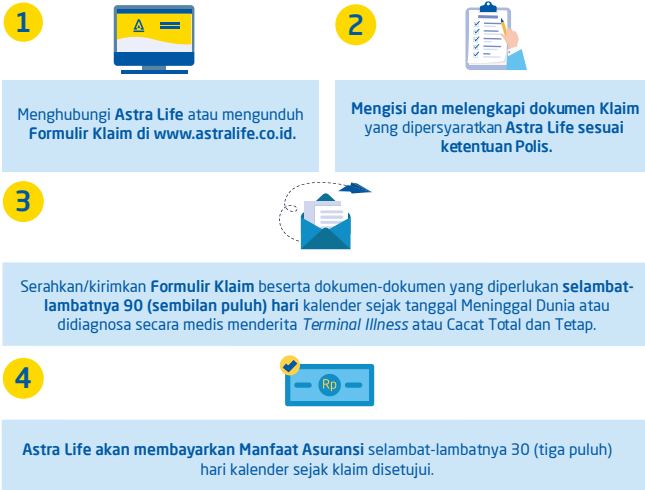 1
2
Menghubungi Astra Life atau mengunduh
Formulir Klaim di www.astralife.co.id.
Mengisi dan melengkapi dokumen Klaim
yang dipersyaratkan Astra Life sesuai
ketentuan Polis.
3
Serahkan/kirimkan Formulir Klaim beserta dokumen-dokumen yang diperlukan selambat-
lambatnya 90 (sembilan puluh) hari kalender sejak tanggal Meninggal Dunia atau
didiagnosa secara medis menderita Terminal Illness atau Cacat Total dan Tetap.
4
Rp
Astra Life akan membayarkan Manfaat Asuransi selambat-lambatnya 30 (tiga puluh)
hari kalender sejak klaim disetujui.